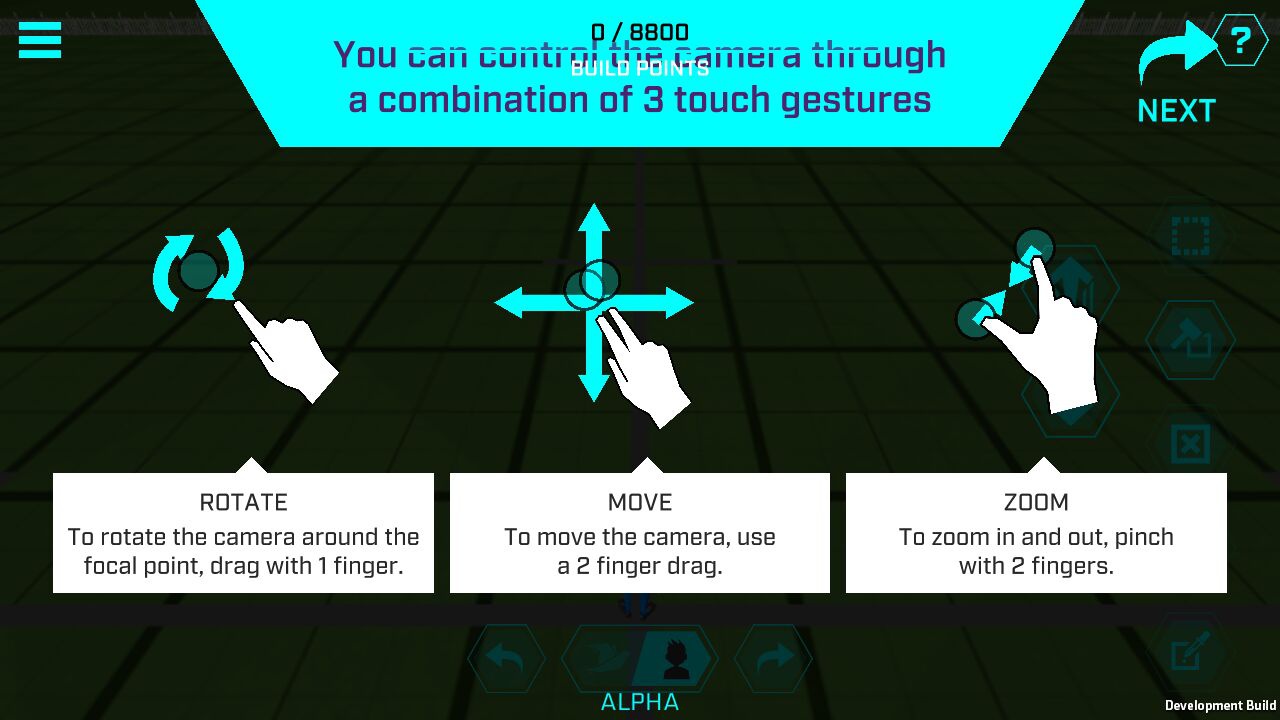 0 / 8800
You can control the camera through
BUILD POINTS
a combination of 3 touch gestures
?
NEXT
ROTATE
To rotate the camera around the
focal point, drag with 1 finger.
MOVE
To move the camera, use
a 2 finger drag.
ZOOM
To zoom in and out, pinch
with 2 fingers.
ALPHA
Development Build